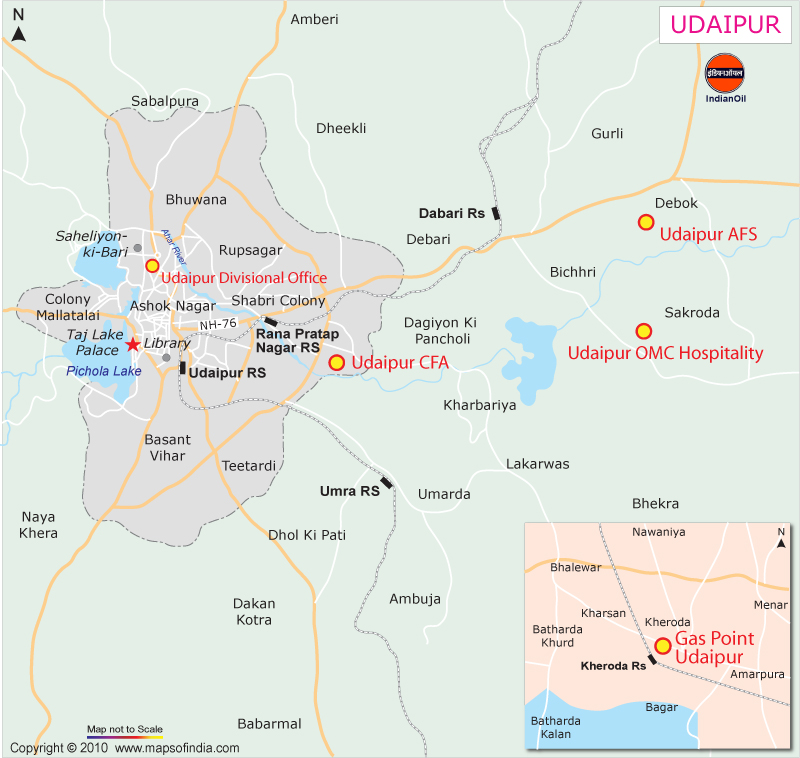 N
Amberi
UDAIPUR
इंडियनऑयल
IndianOil
Sabalpura
Dheekli
Gurli
Bhuwana
Dabari Rs
Debok
Udaipur AFS
Saheliyon-
ki-Bari
Ahar River
Rupsagar
Debari
Udaipur Divisional Office
Bichhri
Colony
Mallatalai
Ashok Nagar
Shabri Colony
Sakroda
NH-76
Dagiyon Ki
Pancholi
Taj Lake
Palace
Library
Rana Pratap
Nagar RS
Udaipur OMC Hospitality
Pichola Lake
Udaipur RS
Udaipur CFA
Kharbariya
Basant
Vihar
Teetardi
Lakarwas
Umra RS
Umarda
Bhekra
Naya
Khera
Dhol Ki Pati
Nawaniya
N
Bhalewar
Dakan
Kotra
Ambuja
Kharsan
Kheroda
Menar
Batharda
Khurd
Gas Point
Udaipur
Kheroda Rs
Amarpura
Bagar
Batharda
Kalan
Babarmal
Map not to Scale
Copyright © 2010 www.mapsofindia.com